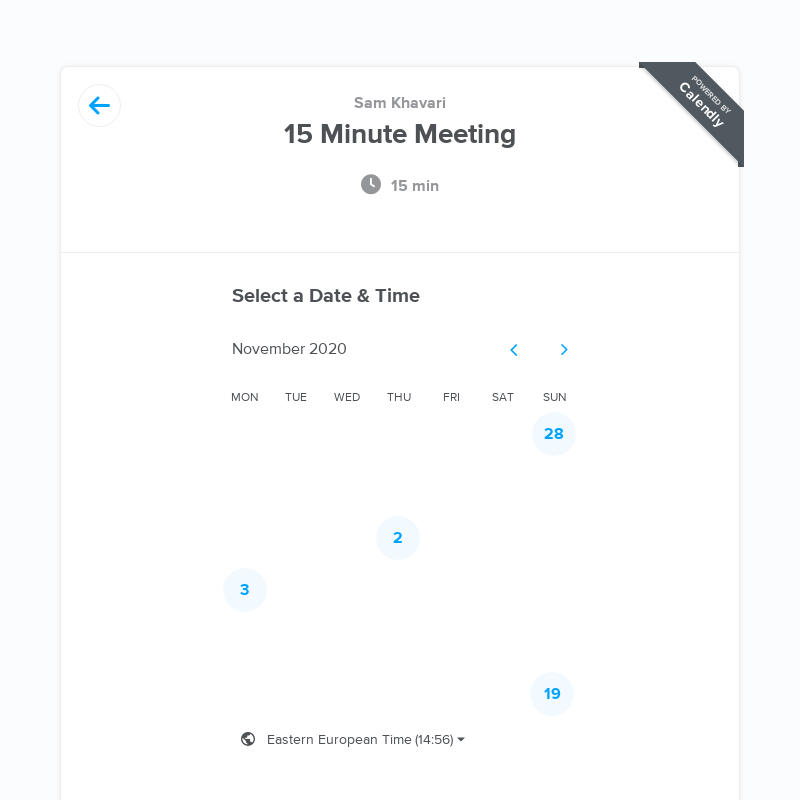 POWERED BY
Calendly
Sam Khavari
15 Minute Meeting
15 min
Select a Date & Time
November 2020
MON TUE WED THU FRI SAT SUN
28
2
3
19
Eastern European Time (14:56)